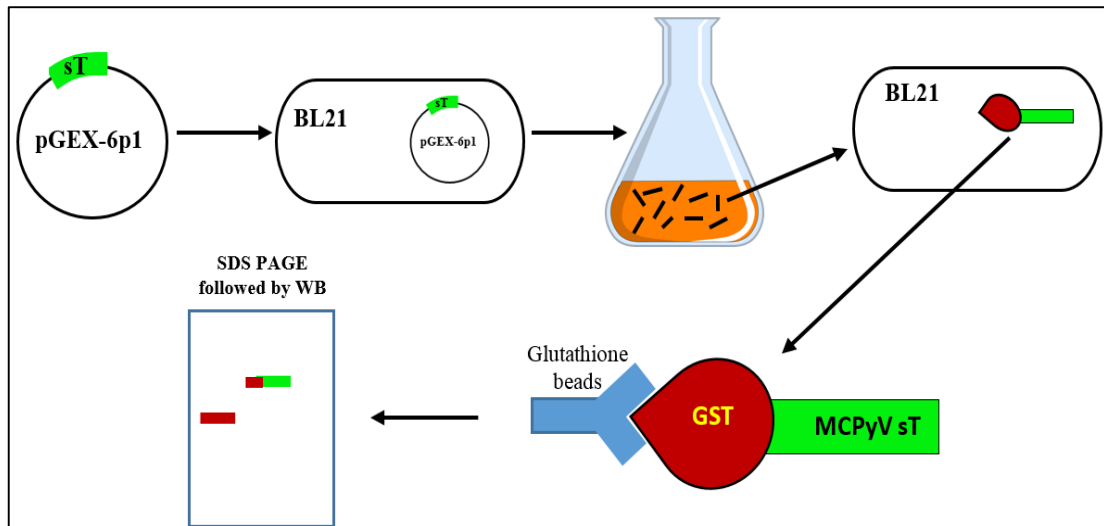 sT
pGEX-6p1
BL21
sT
pGEX-6p1
BL21
SDS PAGE
followed by WB
Glutathione
beads
GST
MCPyV sT